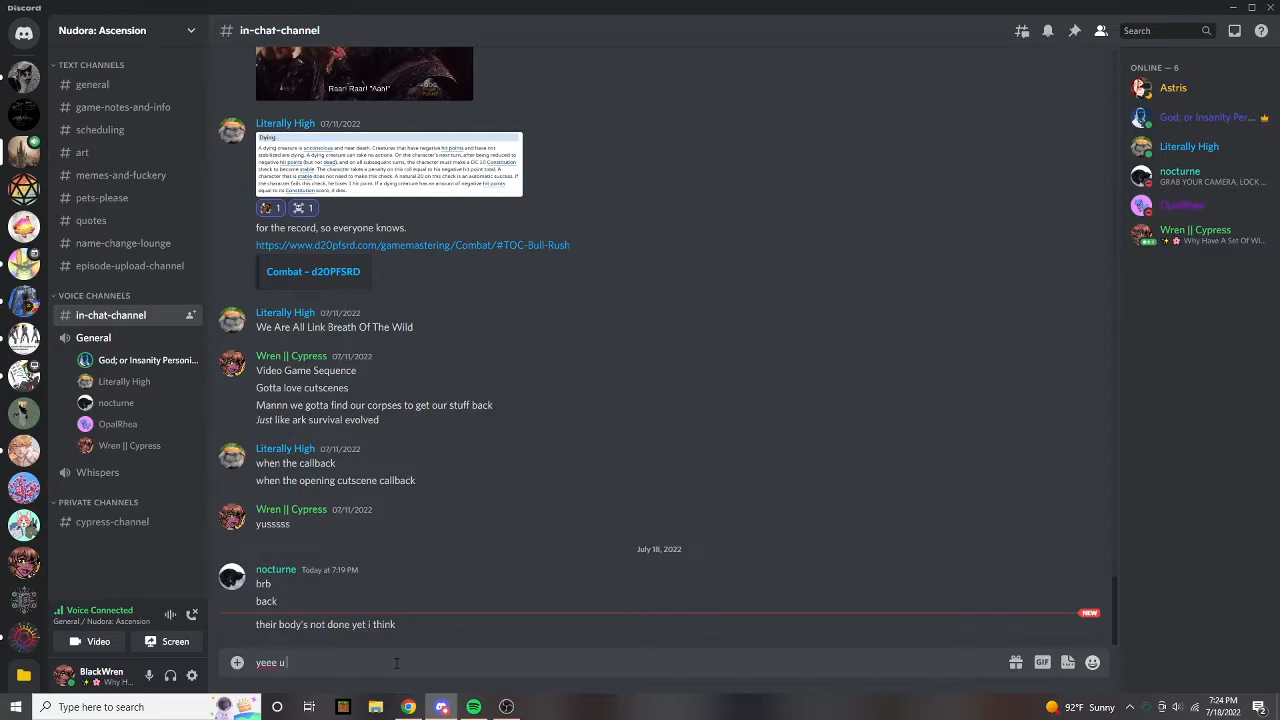 Discord
Nudora: Ascension
in-chat-channel
Search
TEXT CHANNELS
general
game-notes-and-info
scheduling
art
memes-and-fuckery
pets-please
quotes
name-change-lounge
episode-upload-channel
VOICE CHANNELS
in-chat-channel
General
God; or Insanity Personi...
Literally High
nocturne
OpalRhea
Wren || Cypress
Whispers
PRIVATE CHANNELS
cypress-channel
Voice Connected
General / Nudora: Ascension
Video
Screen
BlackWren
Why H...
Raar! Raar! "Aah!"
Literally High 07/11/2022
Dying
A dying creature is unconscious and near death. Creatures that have negative hit points and have not
stabilized are dying. A dying creature can take no actions. On the character's next turn, after being reduced to
negative hit points (but not dead), and on all subsequent turns, the character must make a DC 10 Constitution
check to become stable. The character takes a penalty on this roll equal to his negative hit point total. A
character that is stable does not need to make this check. A natural 20 on this check is an automatic success. If
the character fails this check, he loses 1 hit point. If a dying creature has an amount of negative hit points
equal to its Constitution score, it dies.
1
1
for the record, so everyone knows.
https://www.d20pfsrd.com/gamemastering/Combat/#TOC-Bull-Rush
Combat – d20PFSRD
Literally High 07/11/2022
We Are All Link Breath Of The Wild
Wren || Cypress 07/11/2022
Video Game Sequence
Gotta love cutscenes
Mannn we gotta find our corpses to get our stuff back
Just like ark survival evolved
Literally High 07/11/2022
when the callback
when the opening cutscene callback
Wren || Cypress 07/11/2022
yusssss
July 18, 2022
nocturne Today at 7:19 PM
brb
back
NEW
their body's not done yet i think
yeee u
GIF
ONLINE — 6
Astris
God; or Insanity Per...
Literally High
nocturne
CAMERA, LOCK ...
OpalRhea
Wren || Cypress
Why Have A Set Of Wi...
Type here to search
92°F Sunny
7:24 PM
7/18/2022